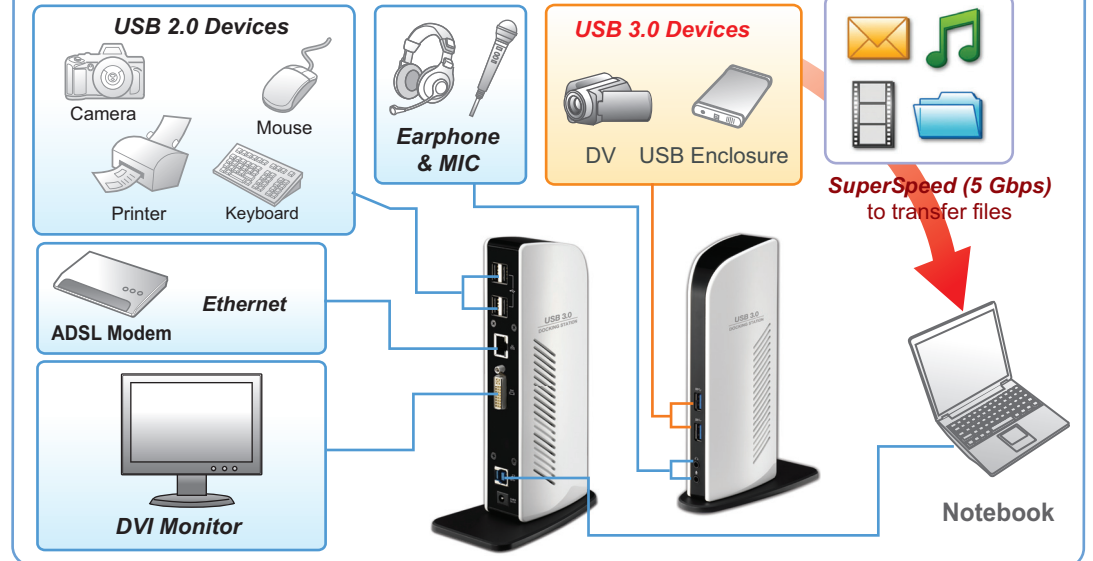 USB 2.0 Devices
Camera
Mouse
Printer
Keyboard
Earphone
& MIC
USB 3.0 Devices
DV
USB Enclosure
SuperSpeed (5 Gbps)
to transfer files
Ethernet
ADSL Modem
DVI Monitor
USB 3.0
DOCKING STATION
USB 3.0
DOCKING STATION
Notebook